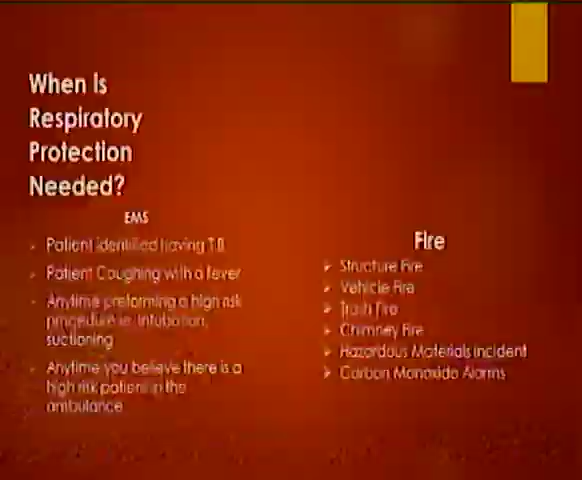 When is
Respiratory
Protection
Needed?
EMS
Patient identified having TB
Patient Coughing with a fever
Anytime preforming a high risk
procedure ie. Intubation,
suctioning
Anytime you believe there is a
high risk patient in the
ambulance
Fire
Structure Fire
Vehicle Fire
Trash Fire
Chimney Fire
Hazardous Materials Incident
Carbon Monoxide Alarms